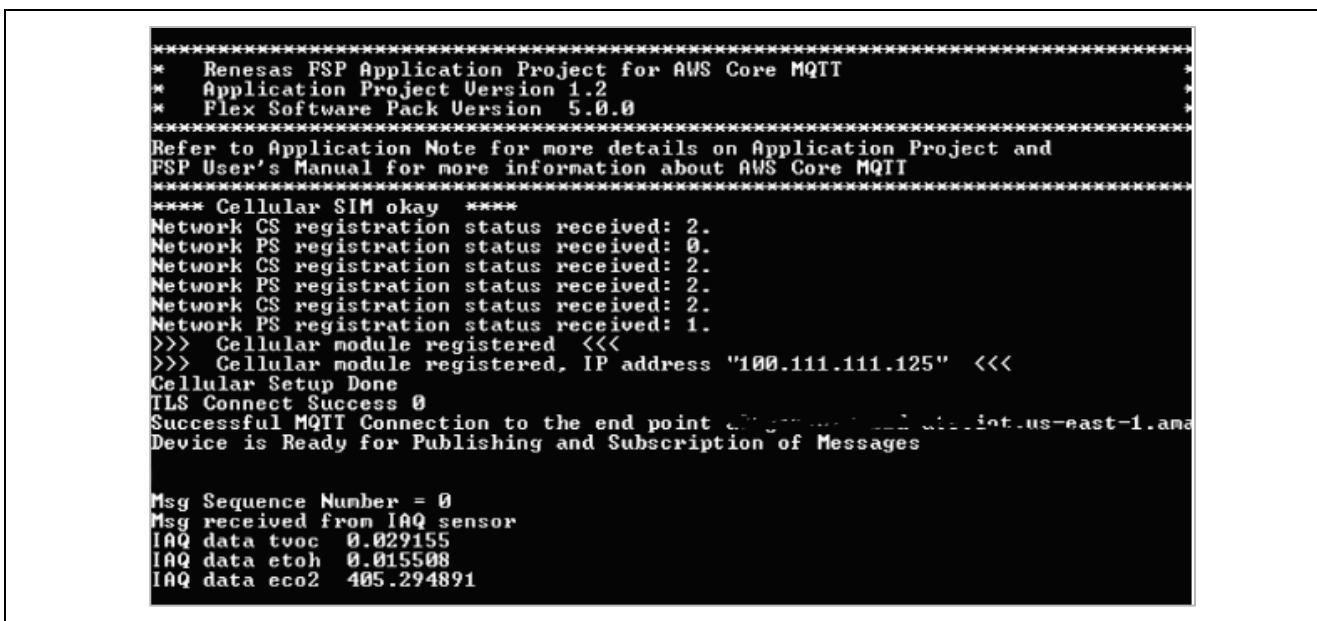 ********************************************************************************
*   Renesas FSP Application Project for AWS Core MQTT                          *
*   Application Project Version 1.2                                            *
*   Flex Software Pack Version  5.0.0                                          *
********************************************************************************
Refer to Application Note for more details on Application Project and
FSP User's Manual for more information about AWS Core MQTT
********************************************************************************
**** Cellular SIM okay  ****
Network CS registration status received: 2.
Network PS registration status received: 0.
Network CS registration status received: 2.
Network PS registration status received: 2.
Network CS registration status received: 2.
Network PS registration status received: 1.
>>>  Cellular module registered  <<<
>>>  Cellular module registered, IP address "100.111.111.125"  <<<
Cellular Setup Done
TLS Connect Success 0
Successful MQTT Connection to the end point .us-east-1.ama
Device is Ready for Publishing and Subscription of Messages
Msg Sequence Number = 0
Msg received from IAQ sensor
IAQ data tvoc  0.029155
IAQ data etoh  0.015508
IAQ data eco2  405.294891